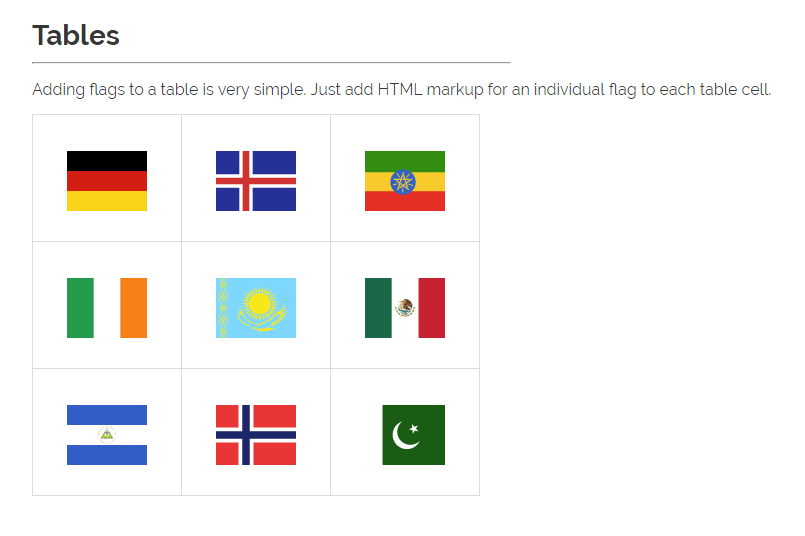 Tables
Adding flags to a table is very simple. Just add HTML markup for an individual flag to each table cell.